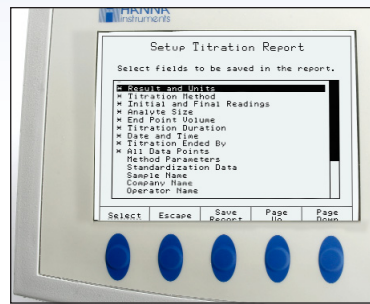 HANNA
instruments
Setup Titration Report
Select fields to be saved in the report.
* Result and Units
* Titration Method
* Initial and Final Readings
* Analyte Size
* End Point Volume
* Titration Duration
* Date and Time
* Titration Ended By
* All Data Points
Method Parameters
Standardization Data
Sample Name
Company Name
Operator Name
Select Escape Save Report Page Up Page Down